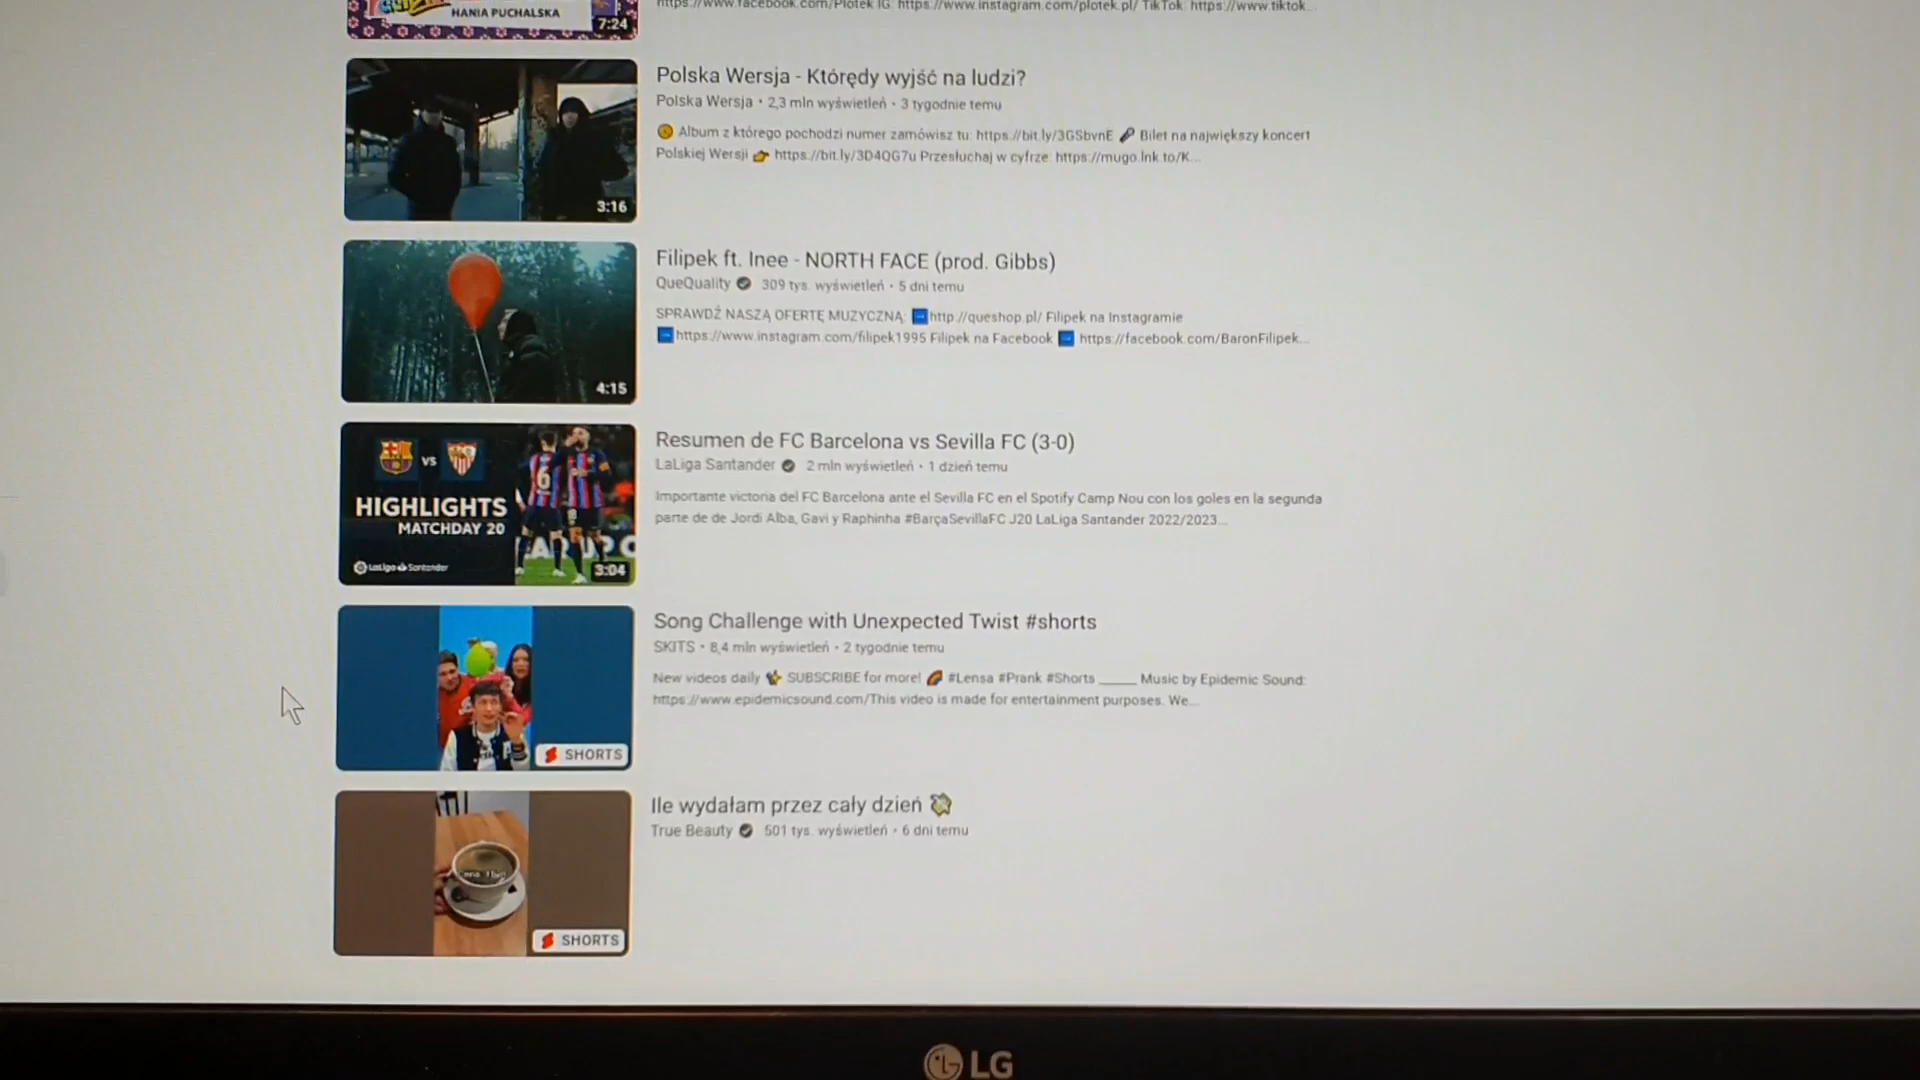 HANIA PUCHALSKA
7:24
https://www.facebook.com/Plotek IG: https://www.instagram.com/plotek.pl/ TikTok: https://www.tiktok...
Polska Wersja - Którędy wyjść na ludzi?
Polska Wersja • 2,3 mln wyświetleń • 3 tygodnie temu
Album z którego pochodzi numer zamówisz tu: https://bit.ly/3GSbvnE 🎤 Bilet na największy koncert
Polskiej Wersji 👉 https://bit.ly/3D4QG7u Przesłuchaj w cyfrze: https://mugo.lnk.to/K...
3:16
Filipek ft. Inee - NORTH FACE (prod. Gibbs)
QueQuality 309 tys. wyświetleń • 5 dni temu
SPRAWDŹ NASZĄ OFERTĘ MUZYCZNĄ: http://queshop.pl/ Filipek na Instagramie
https://www.instagram.com/filipek1995 Filipek na Facebook https://facebook.com/BaronFilipek...
4:15
VS
HIGHLIGHTS
MATCHDAY 20
LaLiga Santander
6
3:04
Resumen de FC Barcelona vs Sevilla FC (3-0)
LaLiga Santander 2 mln wyświetleń • 1 dzień temu
Importante victoria del FC Barcelona ante el Sevilla FC en el Spotify Camp Nou con los goles en la segunda
parte de de Jordi Alba, Gavi y Raphinha #BarçaSevillaFC J20 LaLiga Santander 2022/2023...
Song Challenge with Unexpected Twist #shorts
SKITS • 8,4 mln wyświetleń • 2 tygodnie temu
New videos daily SUBSCRIBE for more! 🌈 #Lensa #Prank #Shorts ______ Music by Epidemic Sound:
https://www.epidemicsound.com/This video is made for entertainment purposes. We...
SHORTS
Ile wydałam przez cały dzień 💸
True Beauty 501 tys. wyświetleń • 6 dni temu
SHORTS
LG